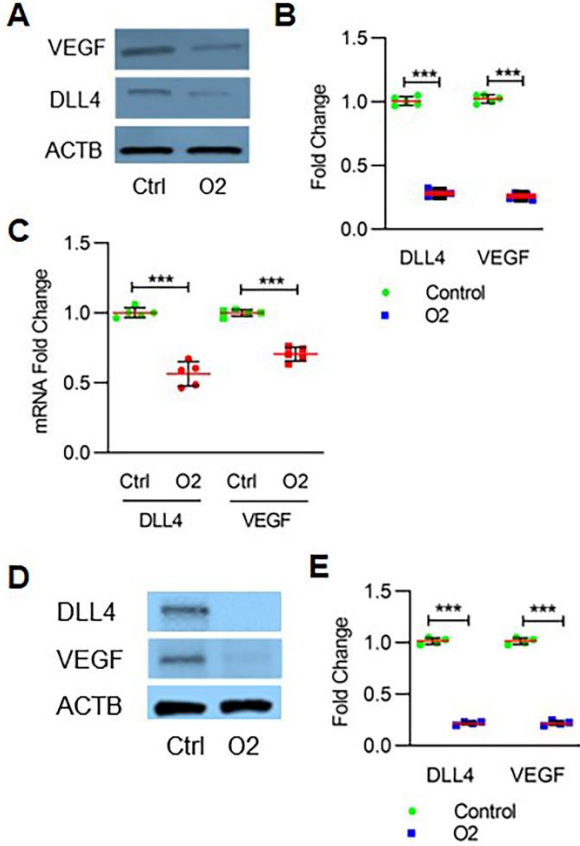 A
VEGF
DLL4
ACTB
Ctrl O2
B
Fold Change
1.5
1.0
0.5
0.0
*** ***
DLL4 VEGF
Control
O2
C
mRNA Fold Change
1.5
1.0
0.5
0.0
*** ***
Ctrl O2 Ctrl O2
DLL4 VEGF
D
DLL4
VEGF
ACTB
Ctrl O2
E
Fold Change
1.5
1.0
0.5
0.0
*** ***
DLL4 VEGF
Control
O2